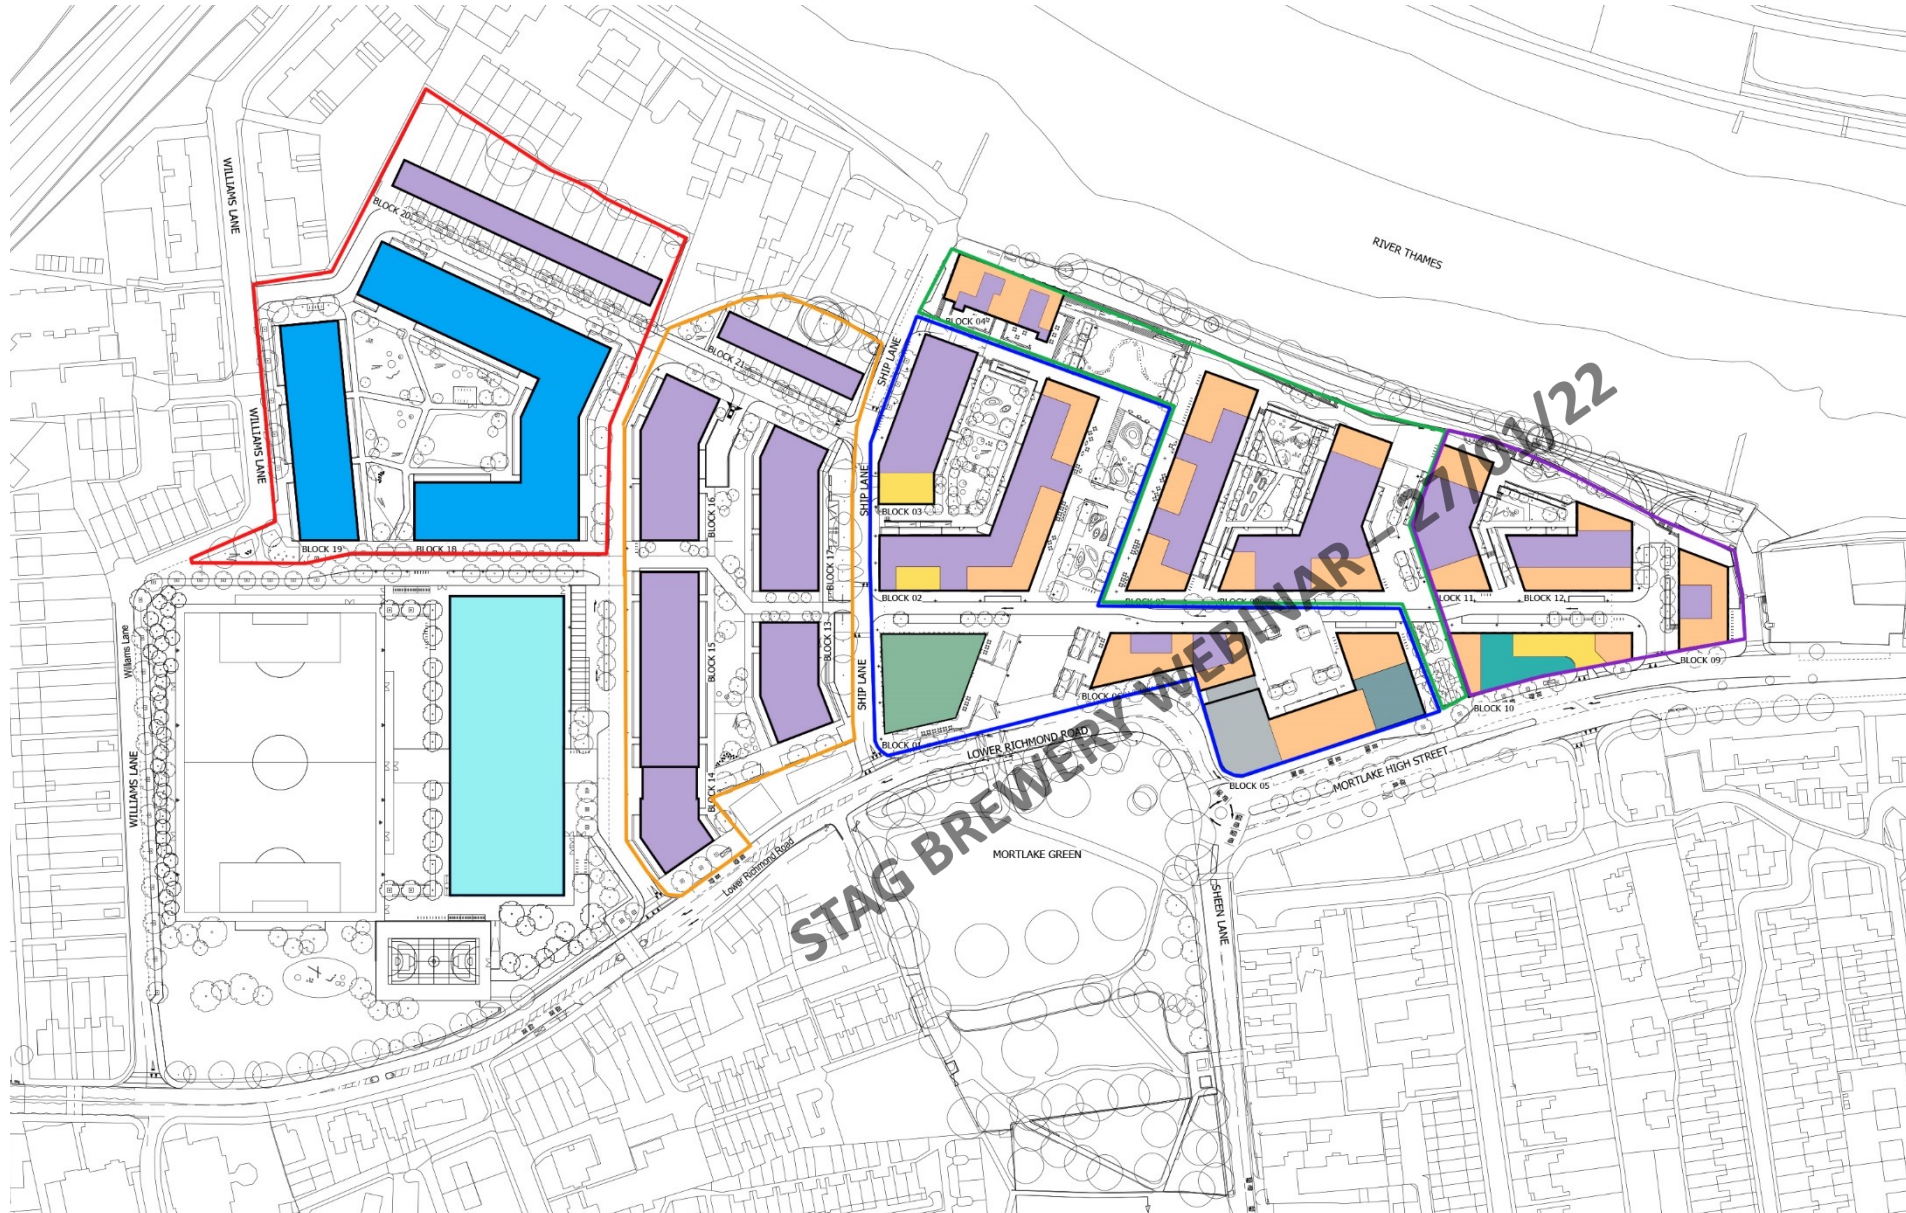 WILLIAMS LANE
BLOCK 20
RIVER THAMES
BLOCK 04
SHIP LANE
BLOCK 21
WILLIAMS LANE
SHIP LANE
BLOCK 16
BLOCK 03
BLOCK 19
BLOCK 18
BLOCK 17
BLOCK 02
BLOCK 11
BLOCK 12
Williams Lane
BLOCK 13
BLOCK 15
SHIP LANE
BLOCK 09
BLOCK 06
BLOCK 10
BLOCK 01
LOWER RICHMOND ROAD
MORTLAKE HIGH STREET
BLOCK 05
WILLIAMS LANE
BLOCK 14
Lower Richmond Road
MORTLAKE GREEN
SHEEN LANE
STAG BREWERY WEBINAR – 27/01/22